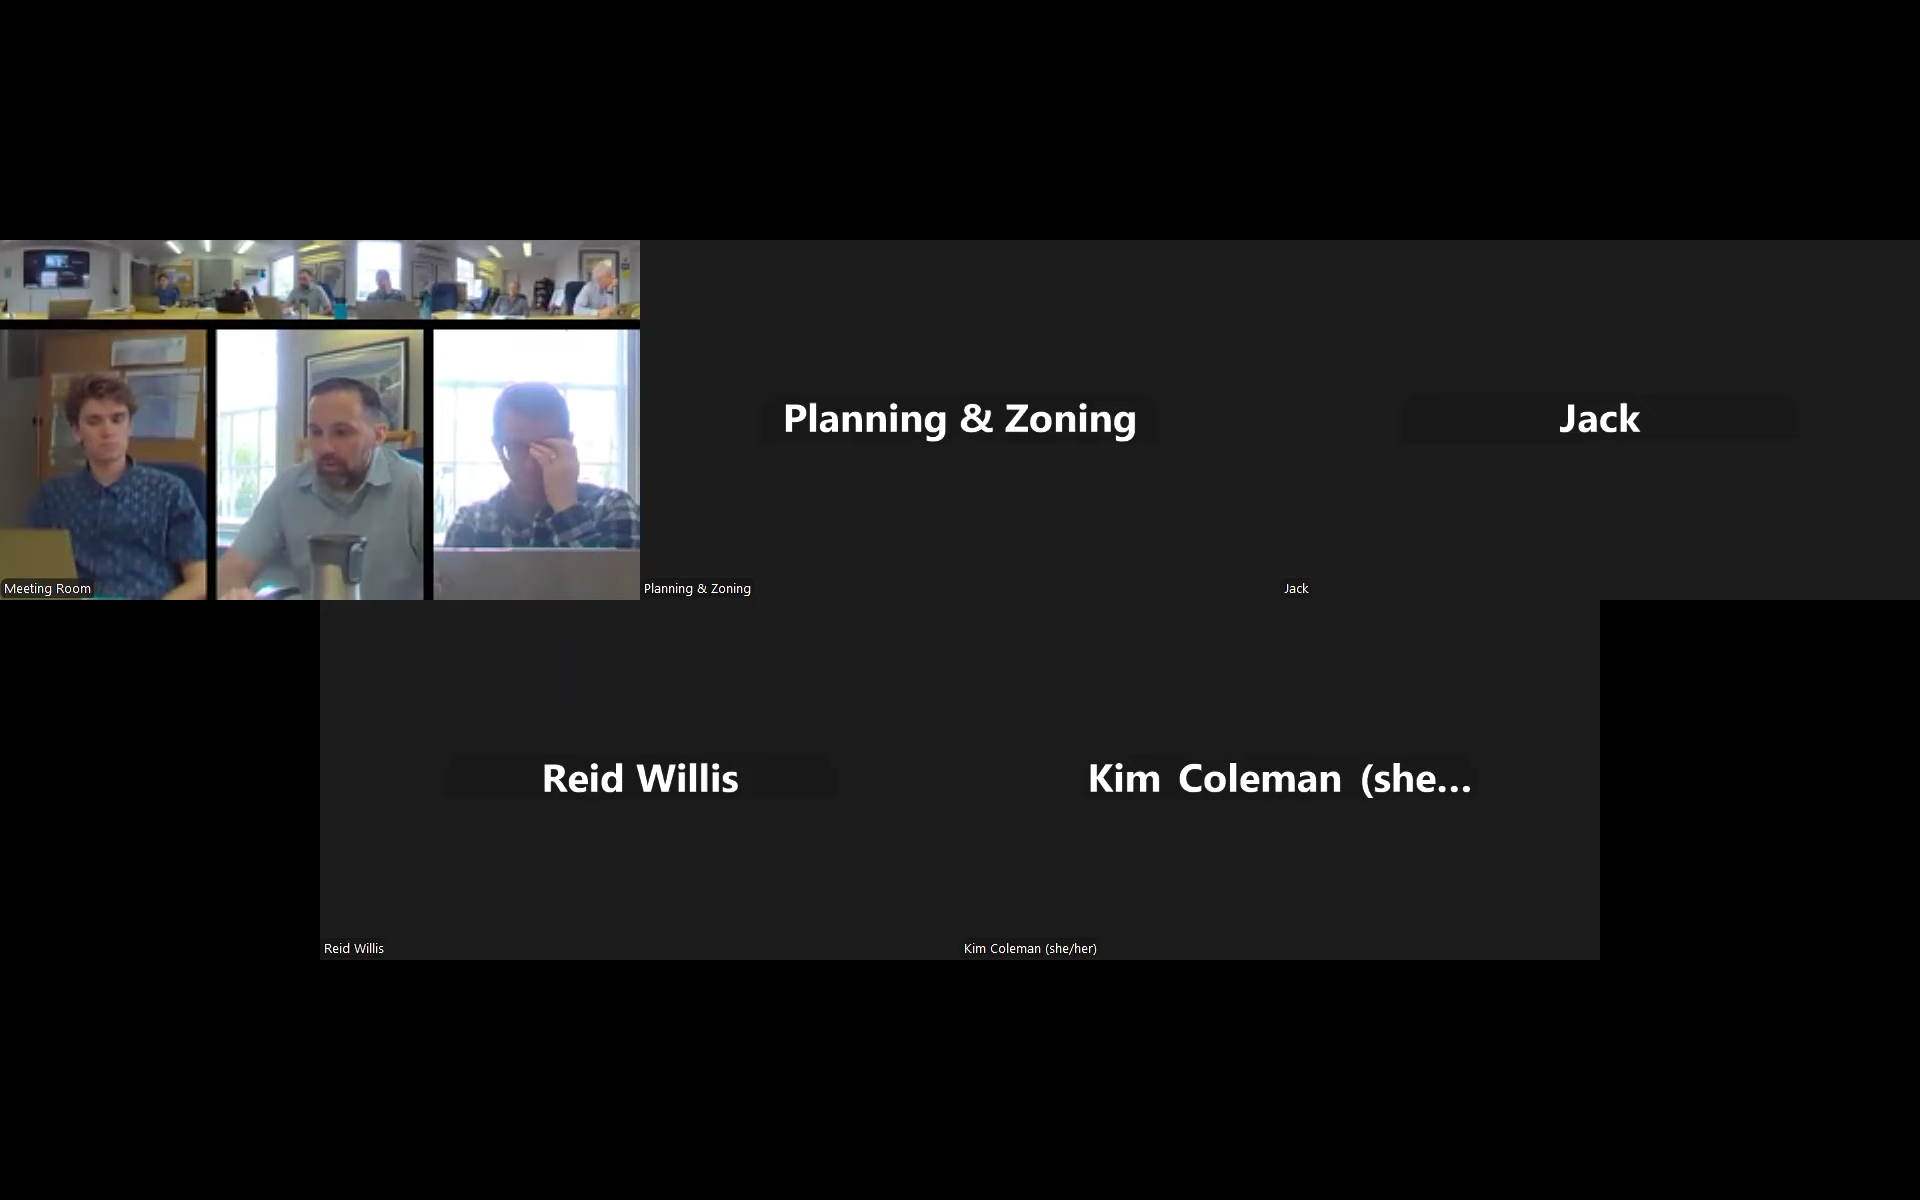 Planning & Zoning
Jack
Meeting Room
Planning & Zoning
Jack
Reid Willis
Kim Coleman (she...
Reid Willis
Kim Coleman (she/her)